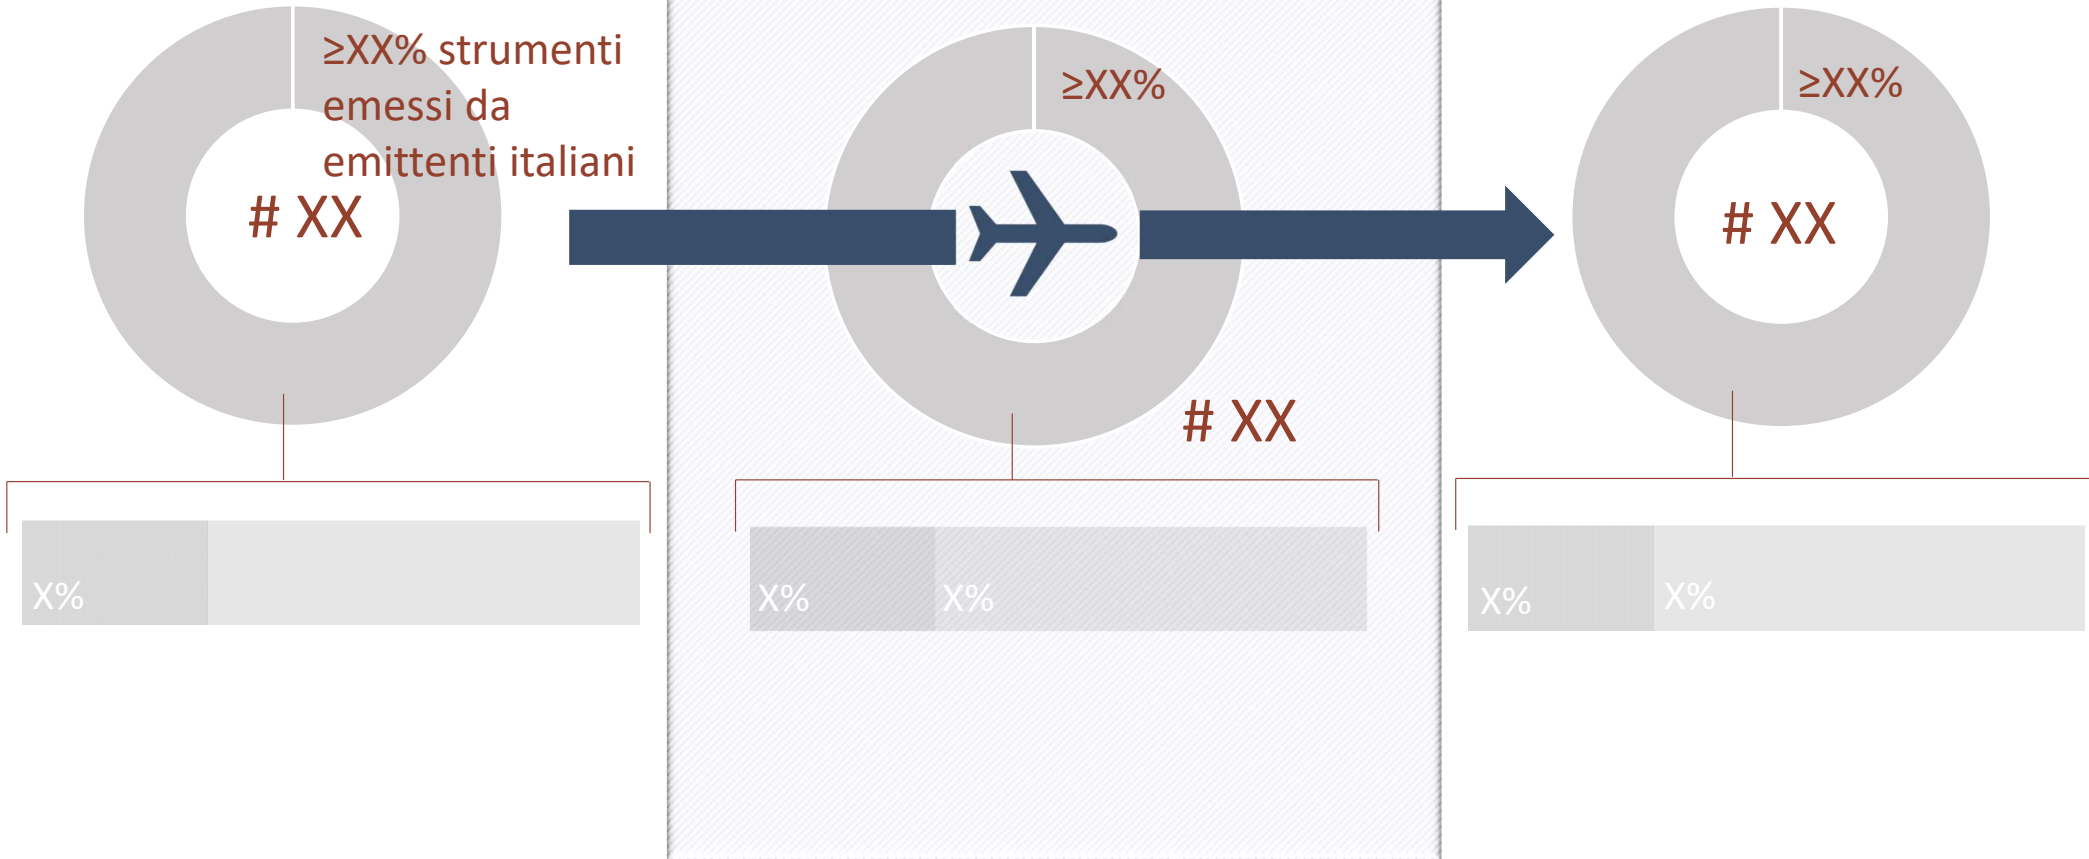 ≥XX% strumenti
emessi da
emittenti italiani
# XX
X%
≥XX%
# XX
X%
X%
≥XX%
# XX
X%
X%